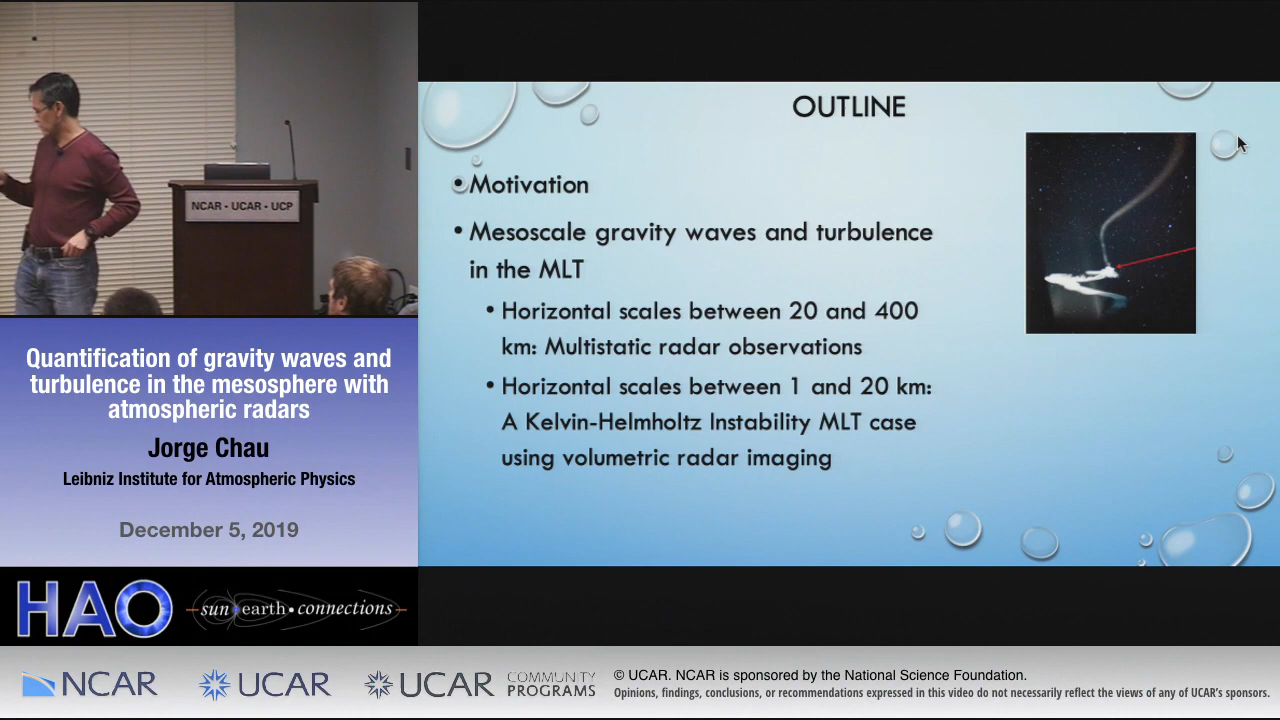 NCAR • UCAR • UCP
Quantification of gravity waves and
turbulence in the mesosphere with
atmospheric radars
Jorge Chau
Leibniz Institute for Atmospheric Physics
December 5, 2019
HAO
sun earth • connections
OUTLINE
• Motivation
• Mesoscale gravity waves and turbulence
in the MLT
• Horizontal scales between 20 and 400
km: Multistatic radar observations
• Horizontal scales between 1 and 20 km:
A Kelvin-Helmholtz Instability MLT case
using volumetric radar imaging
NCAR
UCAR
UCAR
COMMUNITY
PROGRAMS
© UCAR. NCAR is sponsored by the National Science Foundation.
Opinions, findings, conclusions, or recommendations expressed in this video do not necessarily reflect the views of any of UCAR's sponsors.